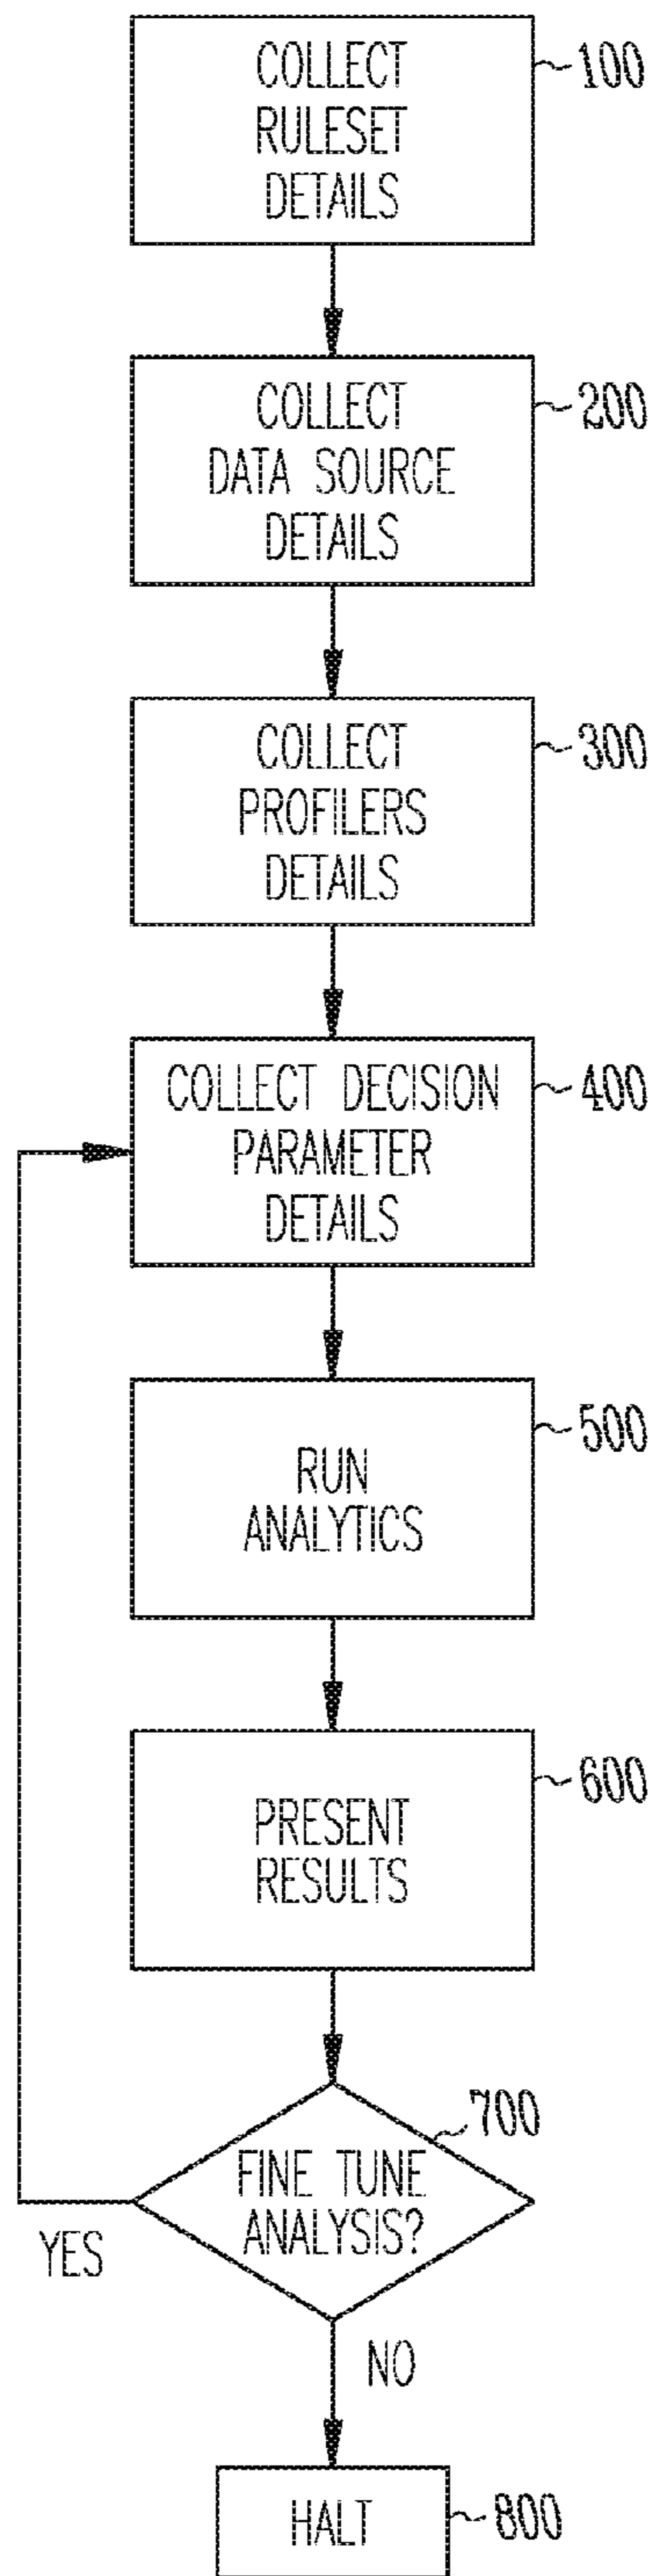 COLLECT
RULESET
DETAILS
100
COLLECT
DATA SOURCE
DETAILS
200
COLLECT
PROFILERS
DETAILS
300
COLLECT DECISION
PARAMETER
DETAILS
400
RUN
ANALYTICS
500
PRESENT
RESULTS
600
FINE TUNE
ANALYSIS?
700
YES
NO
HALT
800